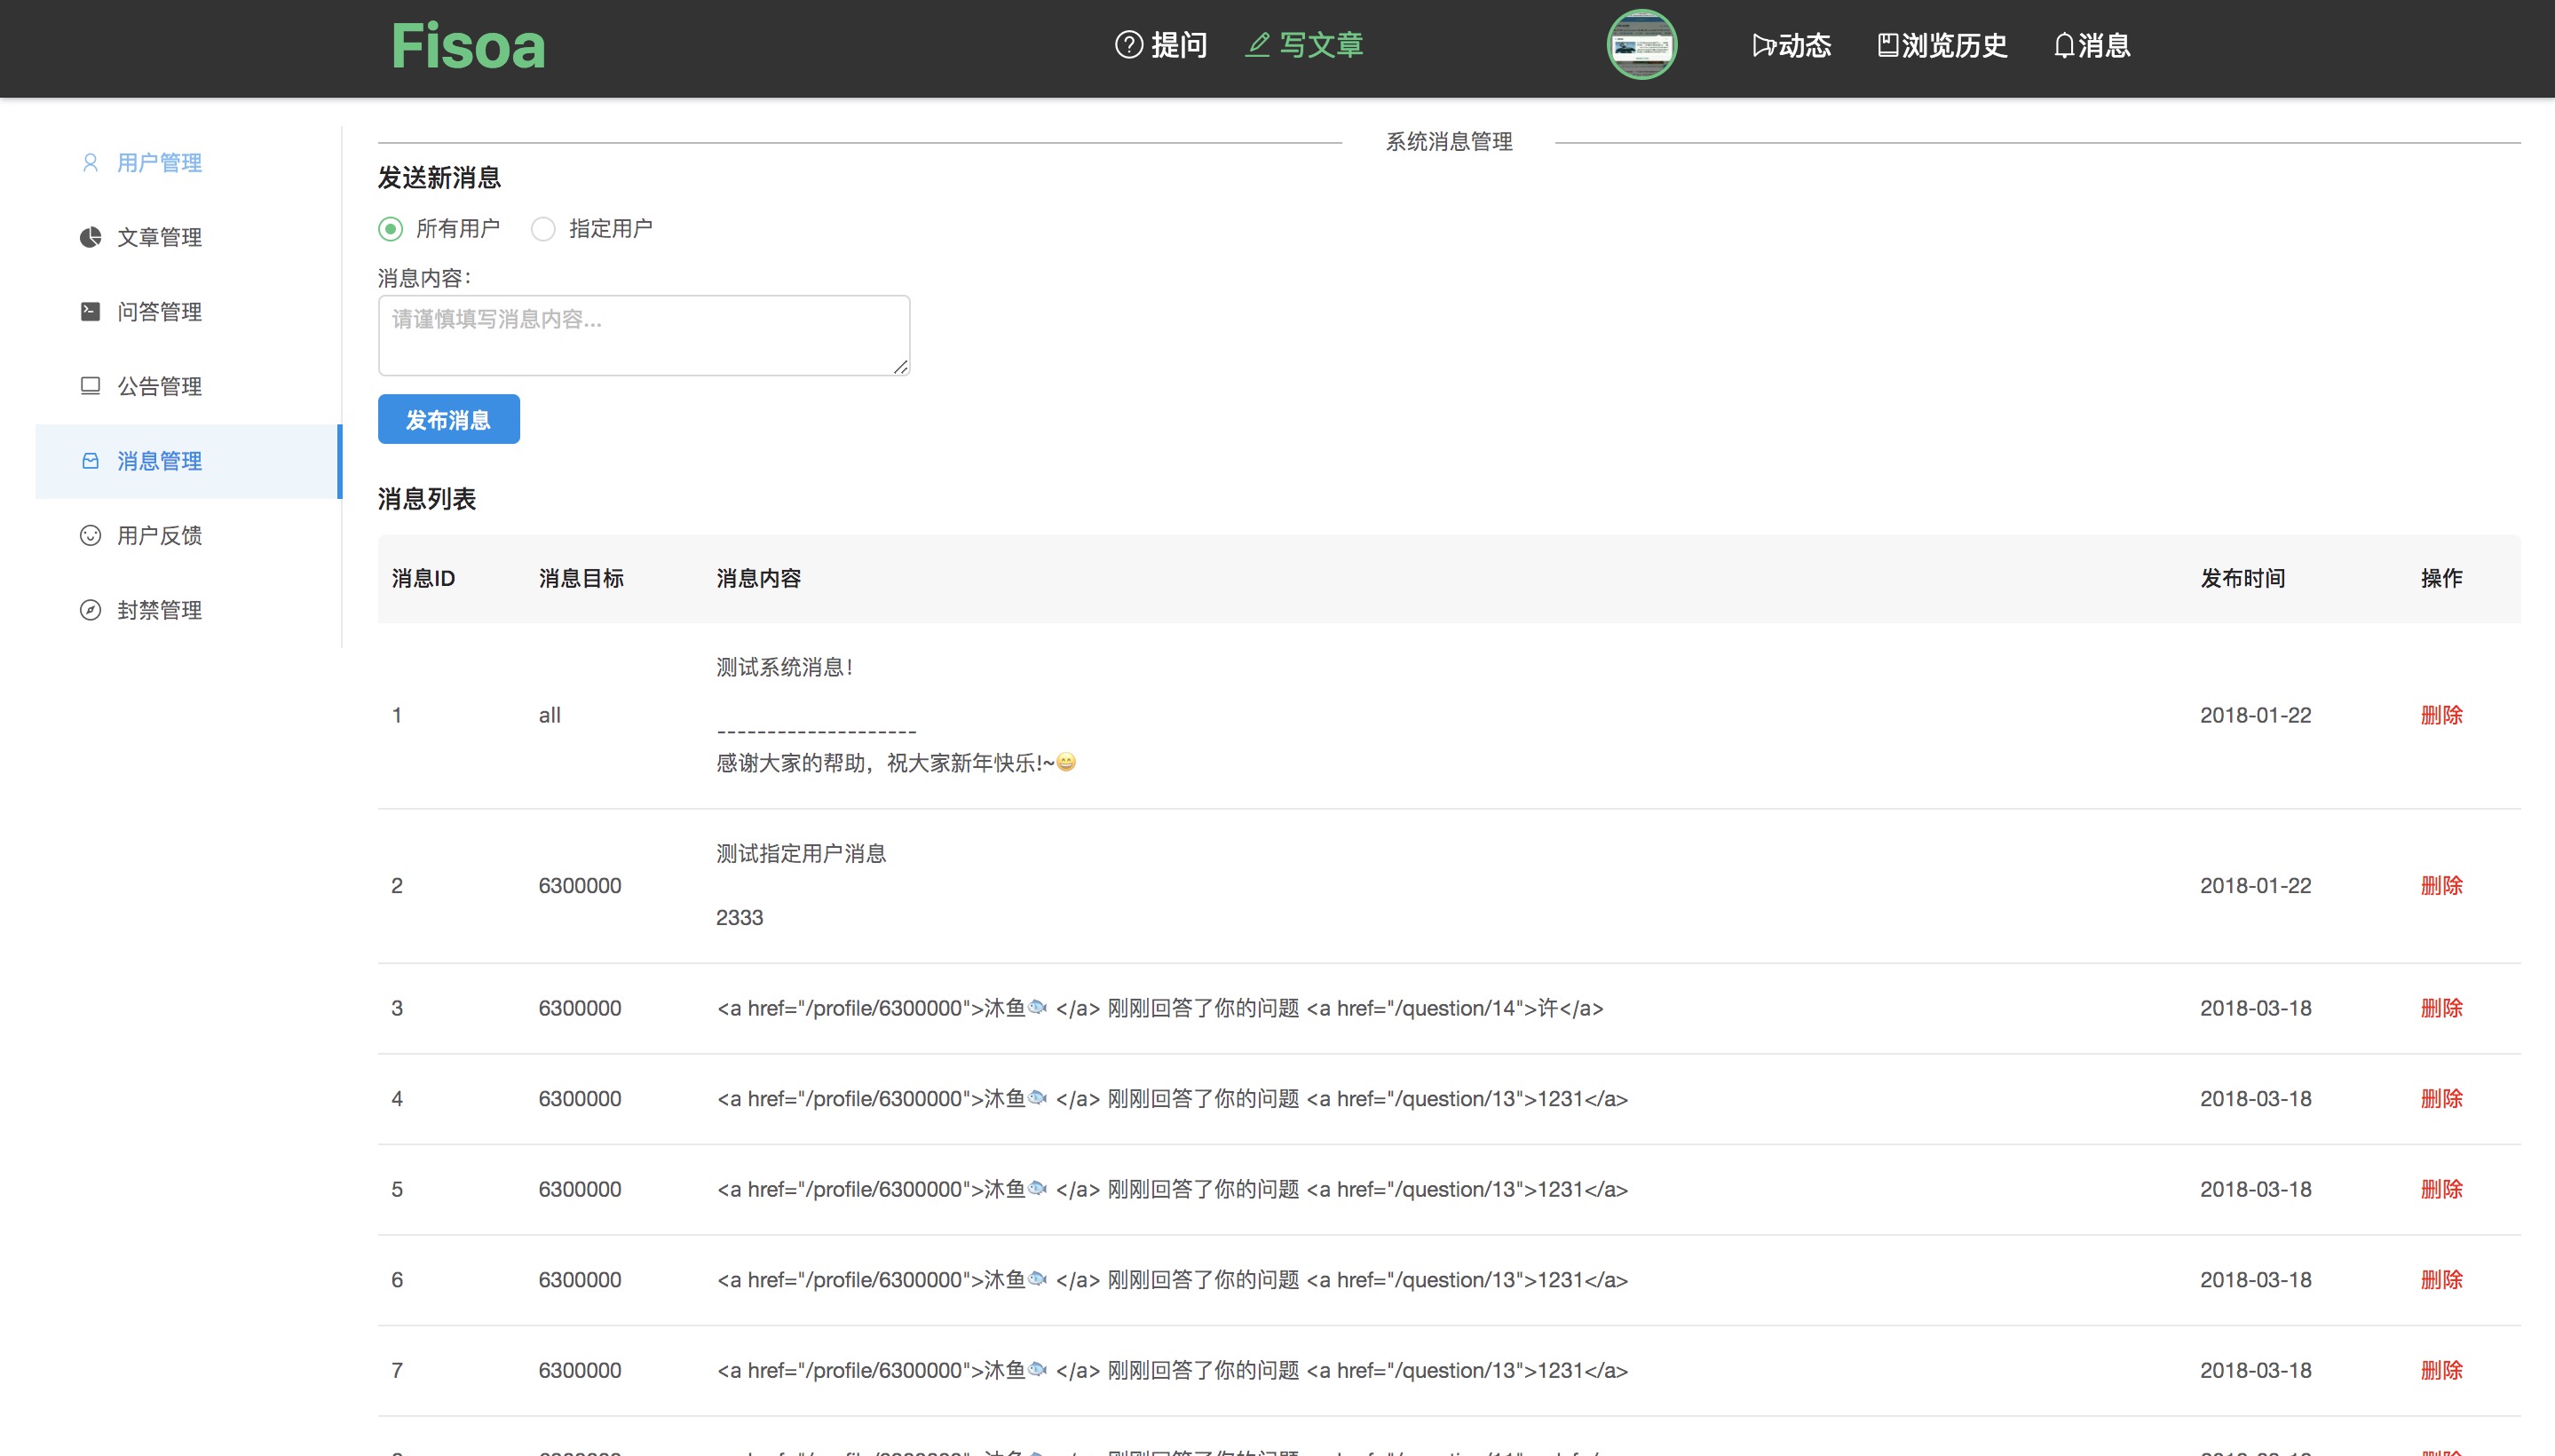 Fisoa
提问 写文章 动态 浏览历史 消息
用户管理
文章管理
问答管理
公告管理
消息管理
用户反馈
封禁管理
系统消息管理
发送新消息
所有用户 指定用户
消息内容：
请谨慎填写消息内容...
发布消息
消息列表
消息ID 消息目标 消息内容 发布时间 操作
测试系统消息！
1 all 2018-01-22 删除
--------------------
感谢大家的帮助，祝大家新年快乐!~😄
测试指定用户消息
2 6300000 2018-01-22 删除
2333
3 6300000 <a href="/profile/6300000">沐鱼🐟 </a> 刚刚回答了你的问题 <a href="/question/14">许</a> 2018-03-18 删除
4 6300000 <a href="/profile/6300000">沐鱼🐟 </a> 刚刚回答了你的问题 <a href="/question/13">1231</a> 2018-03-18 删除
5 6300000 <a href="/profile/6300000">沐鱼🐟 </a> 刚刚回答了你的问题 <a href="/question/13">1231</a> 2018-03-18 删除
6 6300000 <a href="/profile/6300000">沐鱼🐟 </a> 刚刚回答了你的问题 <a href="/question/13">1231</a> 2018-03-18 删除
7 6300000 <a href="/profile/6300000">沐鱼🐟 </a> 刚刚回答了你的问题 <a href="/question/13">1231</a> 2018-03-18 删除